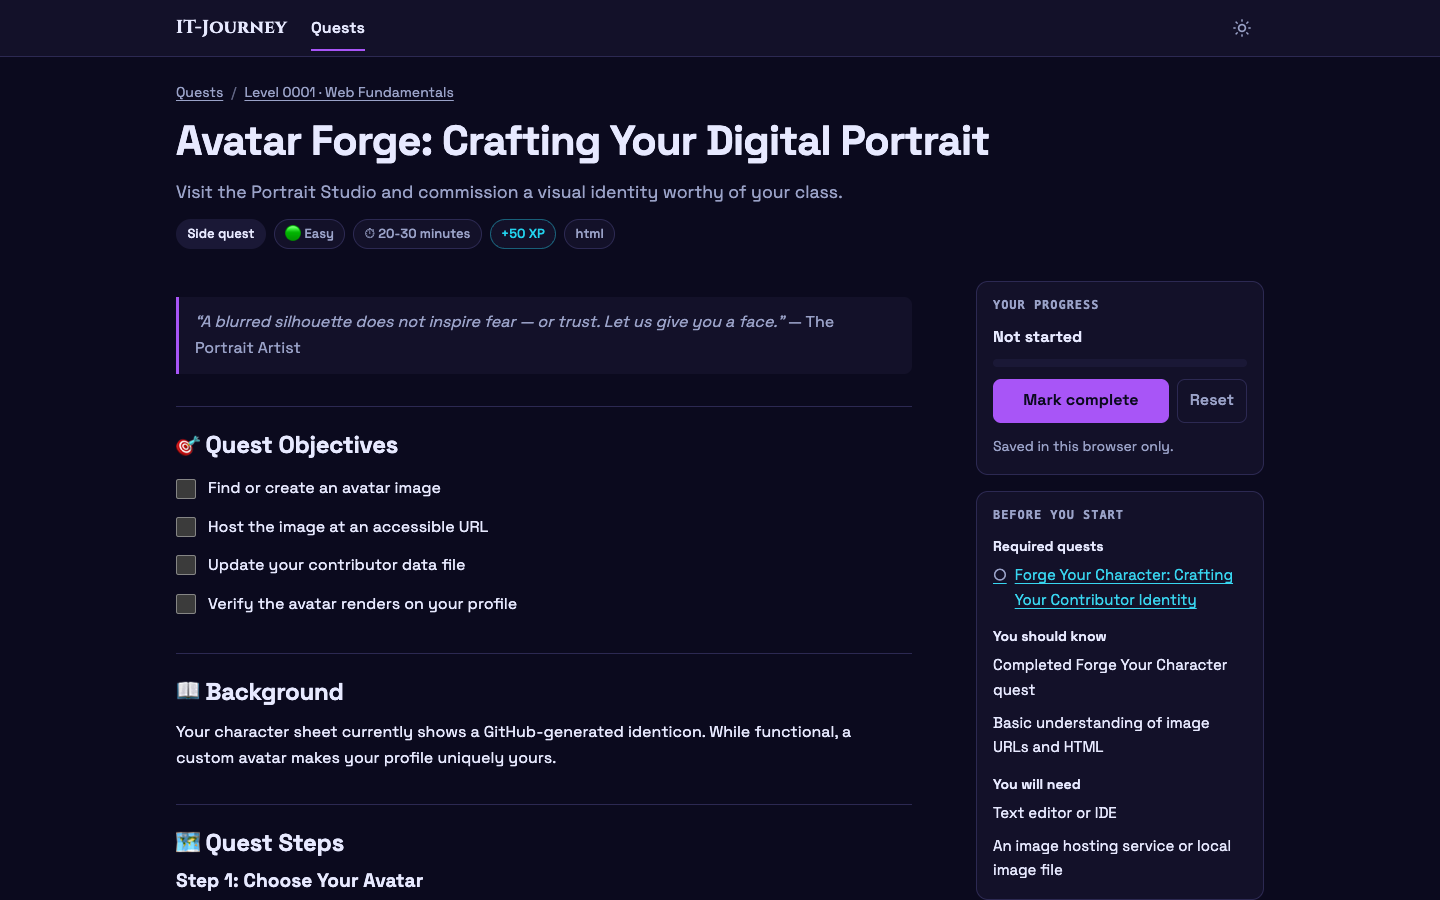 IT-Journey
Quests
Quests / Level 0001 · Web Fundamentals
Avatar Forge: Crafting Your Digital Portrait
Visit the Portrait Studio and commission a visual identity worthy of your class.
Side quest
Easy
20-30 minutes
+50 XP
html
“A blurred silhouette does not inspire fear — or trust. Let us give you a face.” — The
Portrait Artist
Quest Objectives
Find or create an avatar image
Host the image at an accessible URL
Update your contributor data file
Verify the avatar renders on your profile
Background
Your character sheet currently shows a GitHub-generated identicon. While functional, a
custom avatar makes your profile uniquely yours.
Quest Steps
Step 1: Choose Your Avatar
YOUR PROGRESS
Not started
Mark complete
Reset
Saved in this browser only.
BEFORE YOU START
Required quests
Forge Your Character: Crafting
Your Contributor Identity
You should know
Completed Forge Your Character
quest
Basic understanding of image
URLs and HTML
You will need
Text editor or IDE
An image hosting service or local
image file